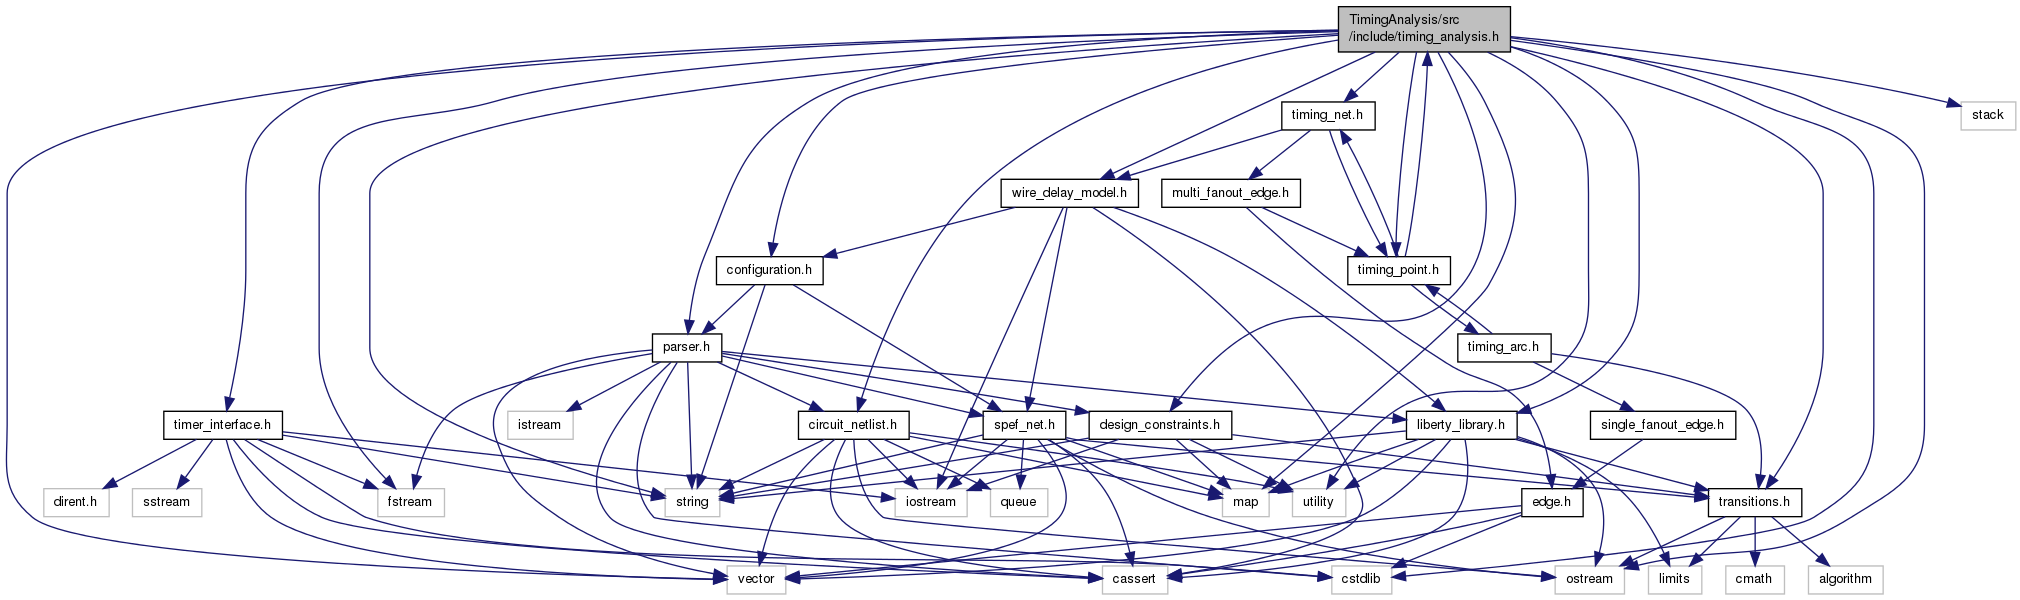 TimingAnalysis/src
/include/timing_analysis.h
timing_net.h
stack
wire_delay_model.h
multi_fanout_edge.h
configuration.h
timing_point.h
parser.h
timing_arc.h
timer_interface.h
istream
circuit_netlist.h
spef_net.h
design_constraints.h
liberty_library.h
single_fanout_edge.h
dirent.h
sstream
fstream
string
iostream
queue
map
utility
edge.h
transitions.h
vector
cassert
cstdlib
ostream
limits
cmath
algorithm